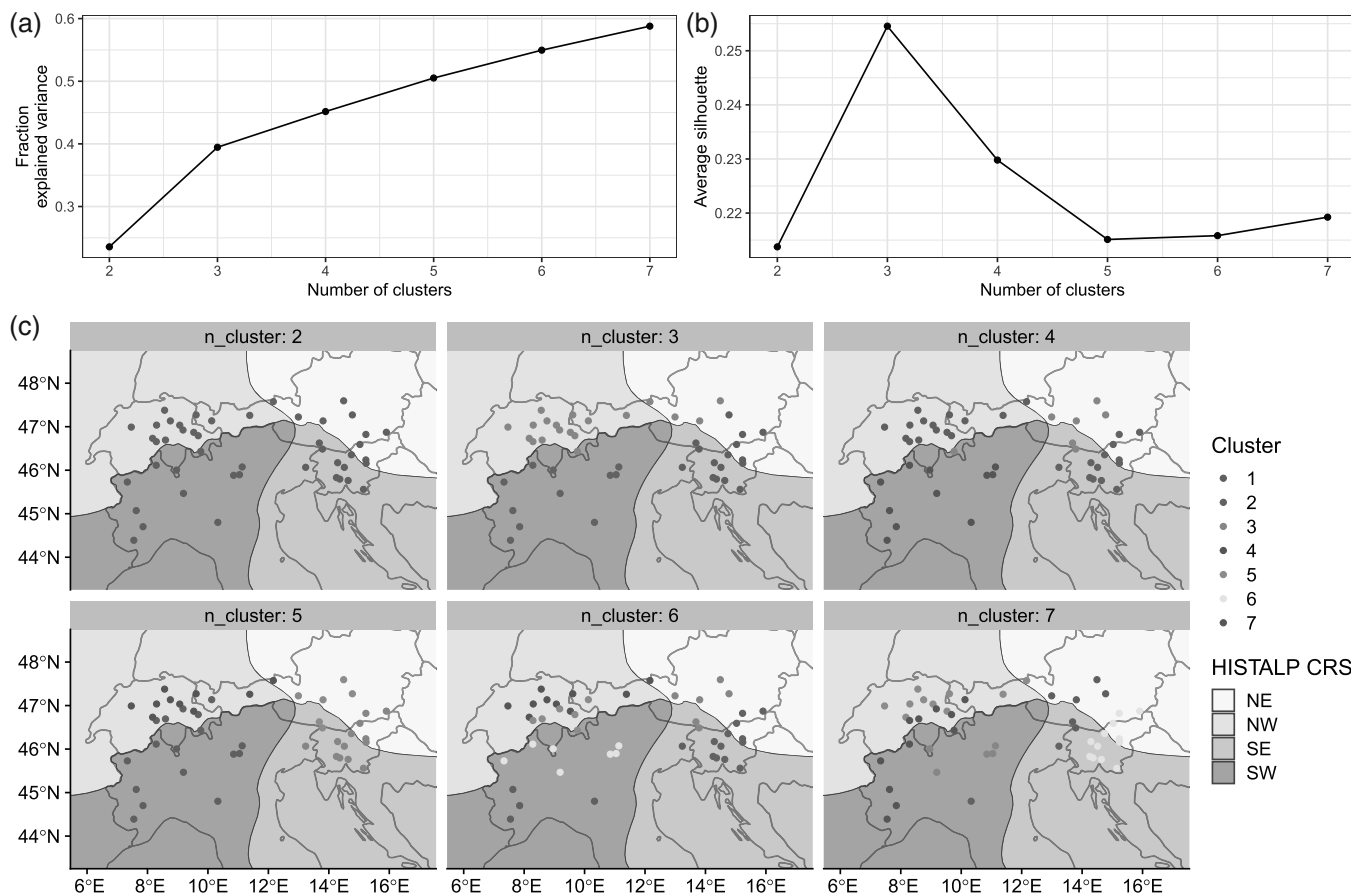 (a)
0.6
0.5
0.4
0.3
Fraction
explained variance
2 3 4 5 6 7
Number of clusters
(b)
0.25
0.24
0.23
0.22
Average silhouette
2 3 4 5 6 7
Number of clusters
(c)
n_cluster: 2 n_cluster: 3 n_cluster: 4
48°N
47°N
46°N
45°N
44°N
n_cluster: 5 n_cluster: 6 n_cluster: 7
48°N
47°N
46°N
45°N
44°N
6°E 8°E 10°E 12°E 14°E 16°E 6°E 8°E 10°E 12°E 14°E 16°E 6°E 8°E 10°E 12°E 14°E 16°E
Cluster
1
2
3
4
5
6
7
HISTALP CRS
NE
NW
SE
SW